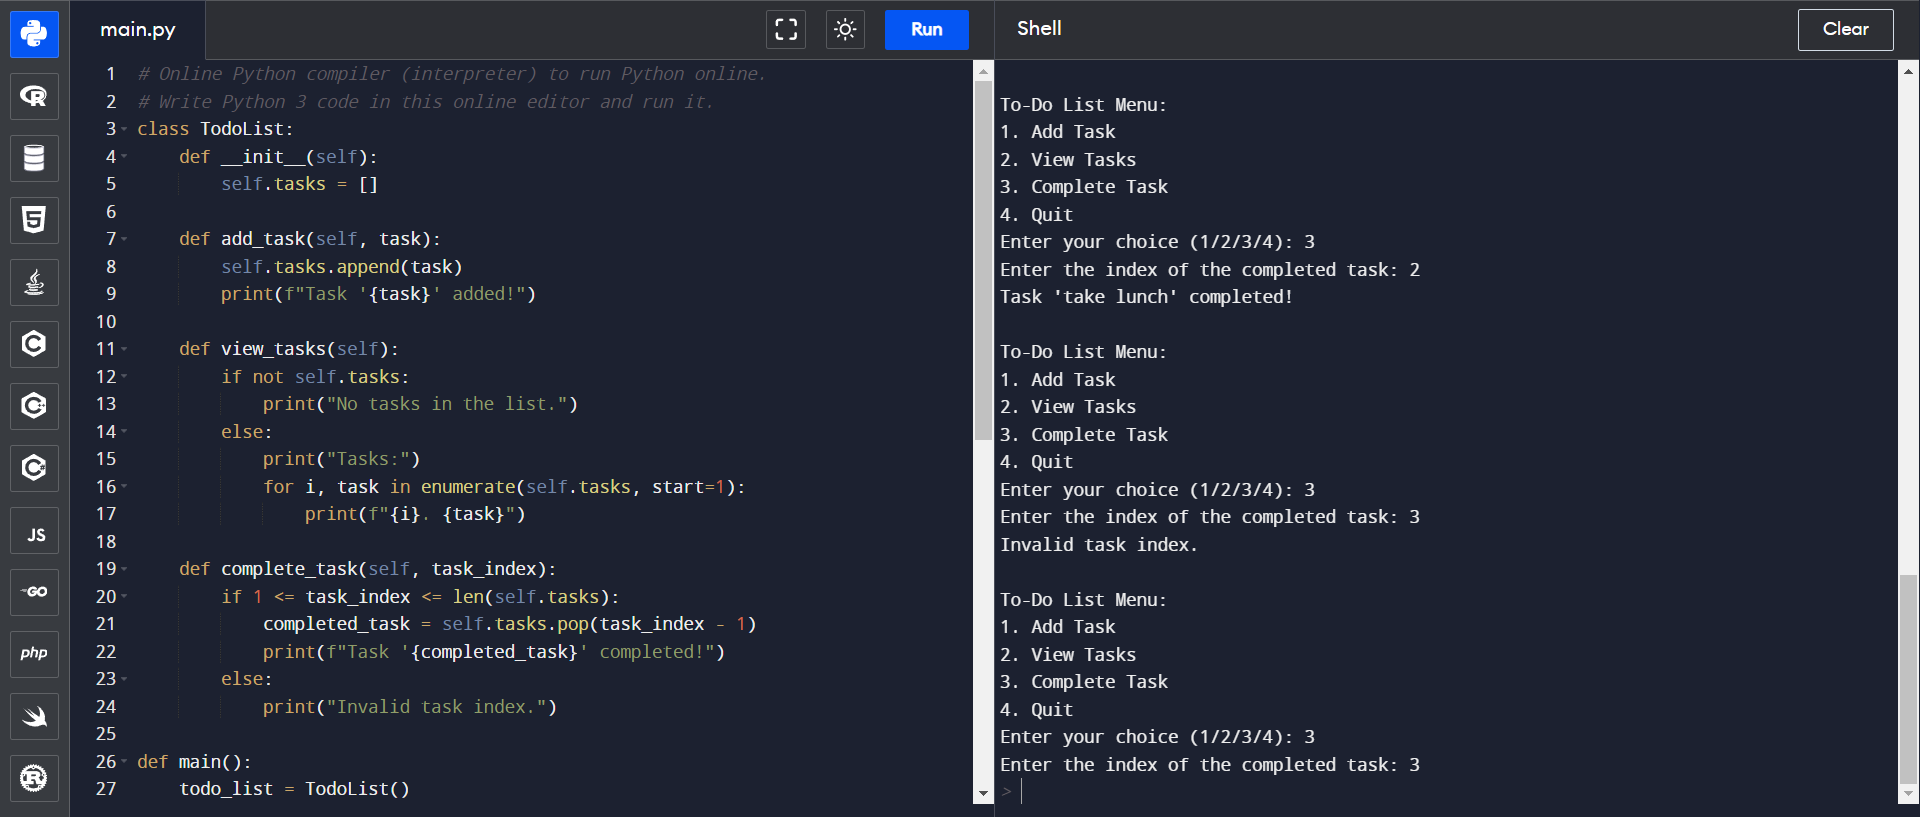 main.py
Run
1 # Online Python compiler (interpreter) to run Python online.
2 # Write Python 3 code in this online editor and run it.
3 class TodoList:
4     def __init__(self):
5         self.tasks = []
6
7     def add_task(self, task):
8         self.tasks.append(task)
9         print(f"Task '{task}' added!")
10
11     def view_tasks(self):
12         if not self.tasks:
13             print("No tasks in the list.")
14         else:
15             print("Tasks:")
16             for i, task in enumerate(self.tasks, start=1):
17                 print(f"{i}. {task}")
18
19     def complete_task(self, task_index):
20         if 1 <= task_index <= len(self.tasks):
21             completed_task = self.tasks.pop(task_index - 1)
22             print(f"Task '{completed_task}' completed!")
23         else:
24             print("Invalid task index.")
25
26 def main():
27     todo_list = TodoList()
Shell
Clear
To-Do List Menu:
1. Add Task
2. View Tasks
3. Complete Task
4. Quit
Enter your choice (1/2/3/4): 3
Enter the index of the completed task: 2
Task 'take lunch' completed!

To-Do List Menu:
1. Add Task
2. View Tasks
3. Complete Task
4. Quit
Enter your choice (1/2/3/4): 3
Enter the index of the completed task: 3
Invalid task index.

To-Do List Menu:
1. Add Task
2. View Tasks
3. Complete Task
4. Quit
Enter your choice (1/2/3/4): 3
Enter the index of the completed task: 3
>
R
5
C
C
C
JS
GO
php
R